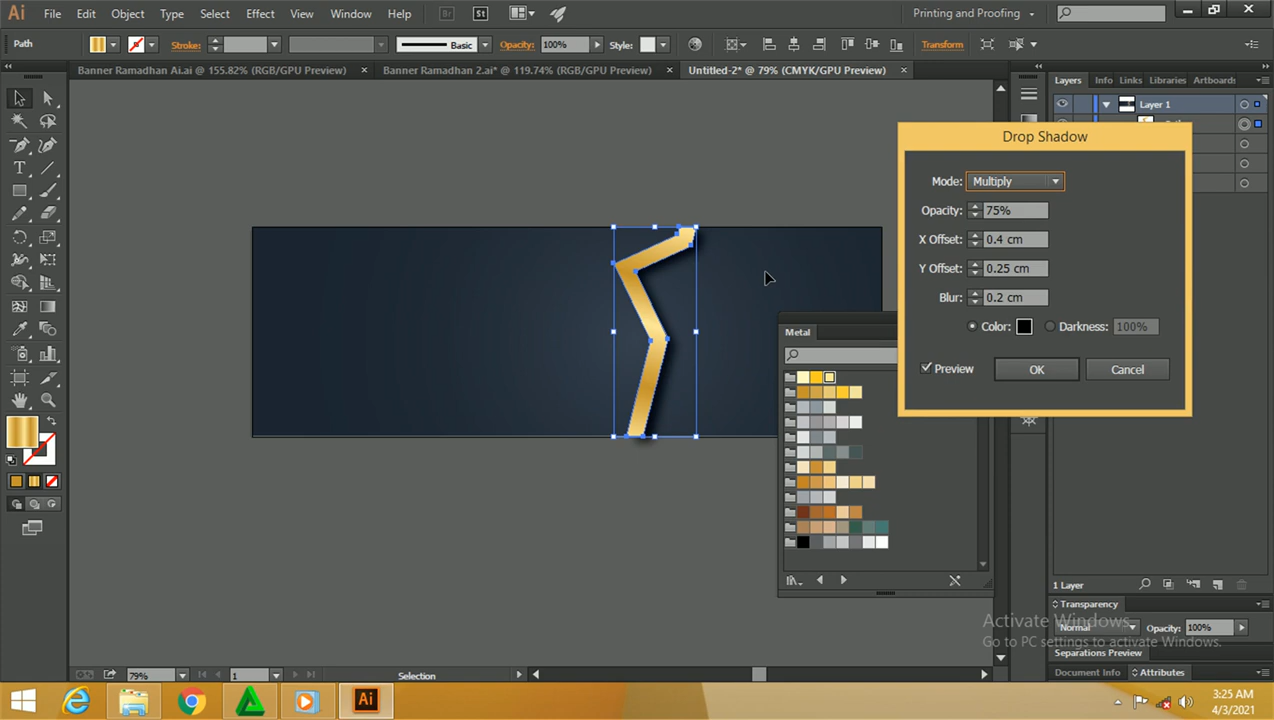 Ai File Edit Object Type Select Effect View Window Help Br St Printing and Proofing
Path Stroke: Basic Opacity: 100% Style: Transform
Banner Ramadhan Ai.ai @ 155.82% (RGB/GPU Preview) × Banner Ramadhan 2.ai* @ 119.74% (RGB/GPU Preview) × Untitled-2* @ 79% (CMYK/GPU Preview) ×
Layers Info Links Libraries Artboards
Layer 1
Drop Shadow
Mode: Multiply
Opacity: 75%
X Offset: 0.4 cm
Y Offset: 0.25 cm
Blur: 0.2 cm
Color: Darkness: 100%
Preview OK Cancel
Metal
1 Layer
Transparency
Normal Opacity: 100%
Activate Windows
Go to PC settings to activate Windows.
Separations Preview
Document Info Attributes
79% 1 Selection
Ai
3:25 AM
4/3/2021